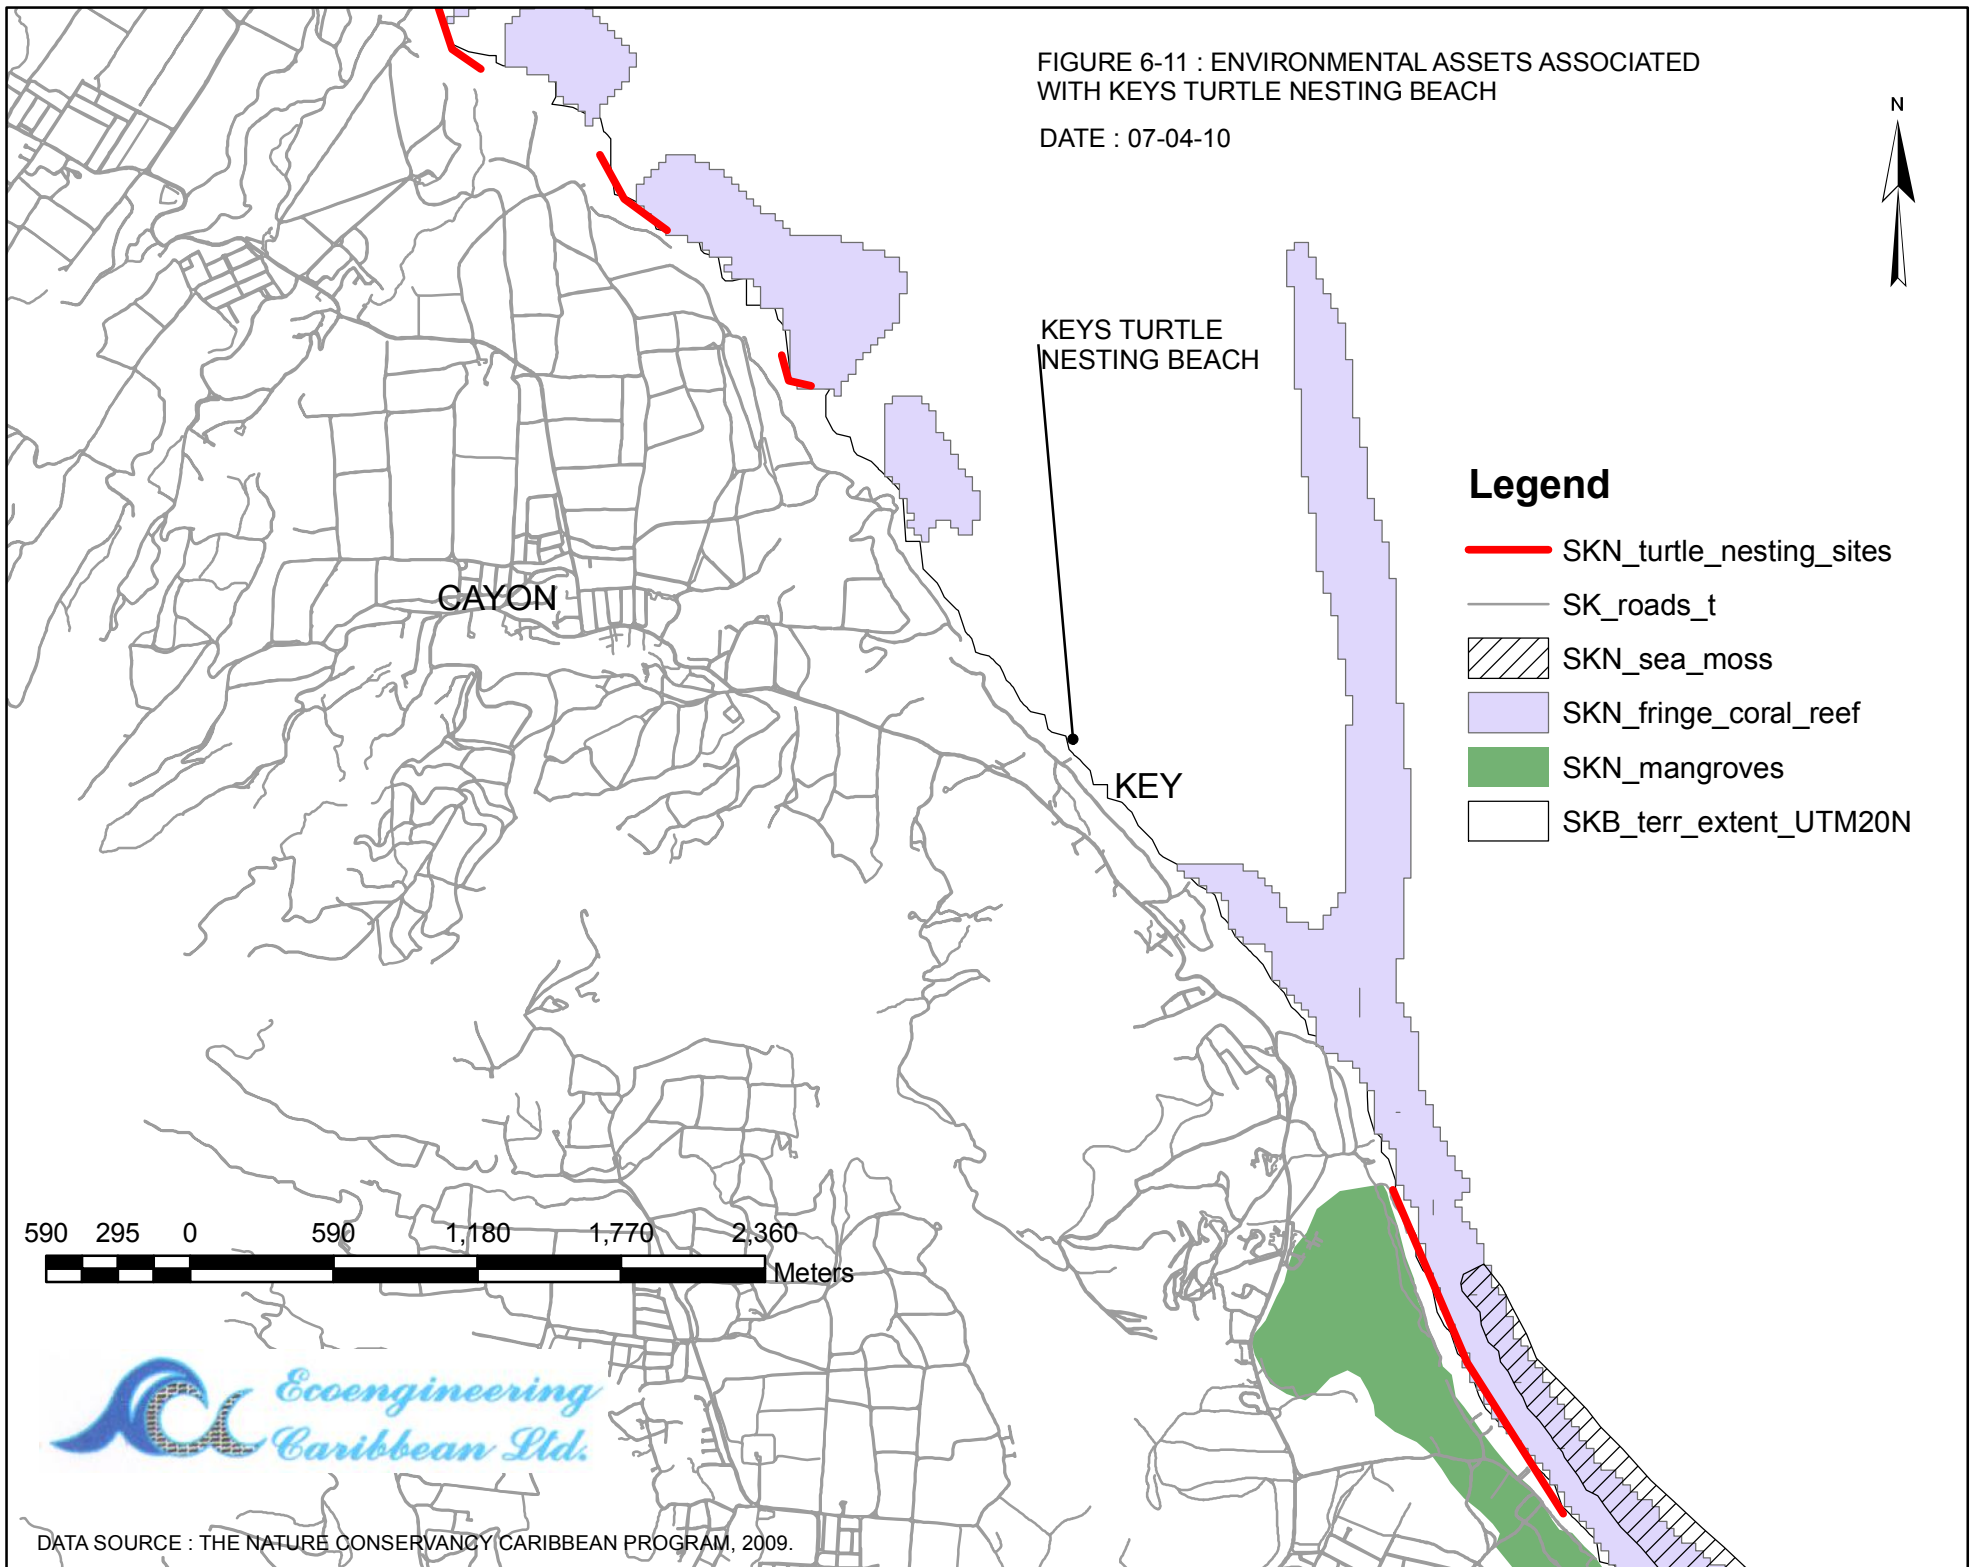 FIGURE 6-11 : ENVIRONMENTAL ASSETS ASSOCIATED
WITH KEYS TURTLE NESTING BEACH
DATE : 07-04-10
N
KEYS TURTLE
NESTING BEACH
Legend
SKN_turtle_nesting_sites
SK_roads_t
SKN_sea_moss
SKN_fringe_coral_reef
SKN_mangroves
SKB_terr_extent_UTM20N
CAYON
KEY
590 295 0 590 1,180 1,770 2,360
Meters
Ecoengineering
Caribbean Ltd.
DATA SOURCE : THE NATURE CONSERVANCY CARIBBEAN PROGRAM, 2009.